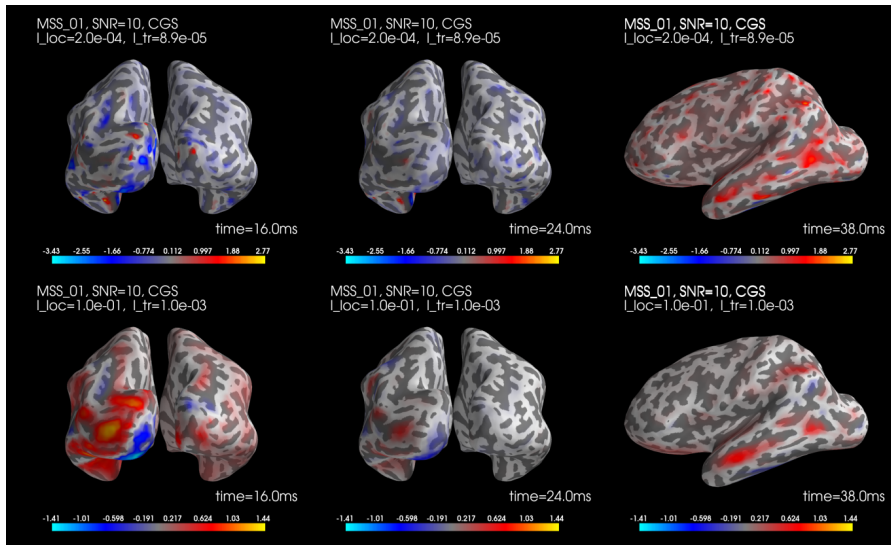 MSS_01, SNR=10, CGS
l_loc=2.0e-04, l_tr=8.9e-05
time=16.0ms
-3.43 -2.55 -1.66 -0.774 0.112 0.997 1.88 2.77
MSS_01, SNR=10, CGS
l_loc=2.0e-04, l_tr=8.9e-05
time=24.0ms
-3.43 -2.55 -1.66 -0.774 0.112 0.997 1.88 2.77
MSS_01, SNR=10, CGS
l_loc=2.0e-04, l_tr=8.9e-05
time=38.0ms
-3.43 -2.55 -1.66 -0.774 0.112 0.997 1.88 2.77
MSS_01, SNR=10, CGS
l_loc=1.0e-01, l_tr=1.0e-03
time=16.0ms
-1.41 -1.01 -0.598 -0.191 0.217 0.624 1.03 1.44
MSS_01, SNR=10, CGS
l_loc=1.0e-01, l_tr=1.0e-03
time=24.0ms
-1.41 -1.01 -0.598 -0.191 0.217 0.624 1.03 1.44
MSS_01, SNR=10, CGS
l_loc=1.0e-01, l_tr=1.0e-03
time=38.0ms
-1.41 -1.01 -0.598 -0.191 0.217 0.624 1.03 1.44